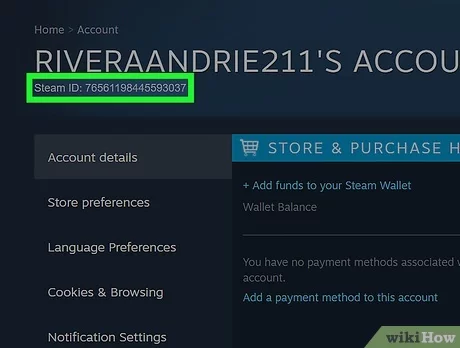 Home > Account
RIVERAANDRIE211'S ACCOU
Steam ID: 76561198445593037
Account details
Store preferences
Language Preferences
Cookies & Browsing
Notification Settings
STORE & PURCHASE H
+ Add funds to your Steam Wallet
Wallet Balance
You have no payment methods associated w
account.
Add a payment method to this account
wikiHow